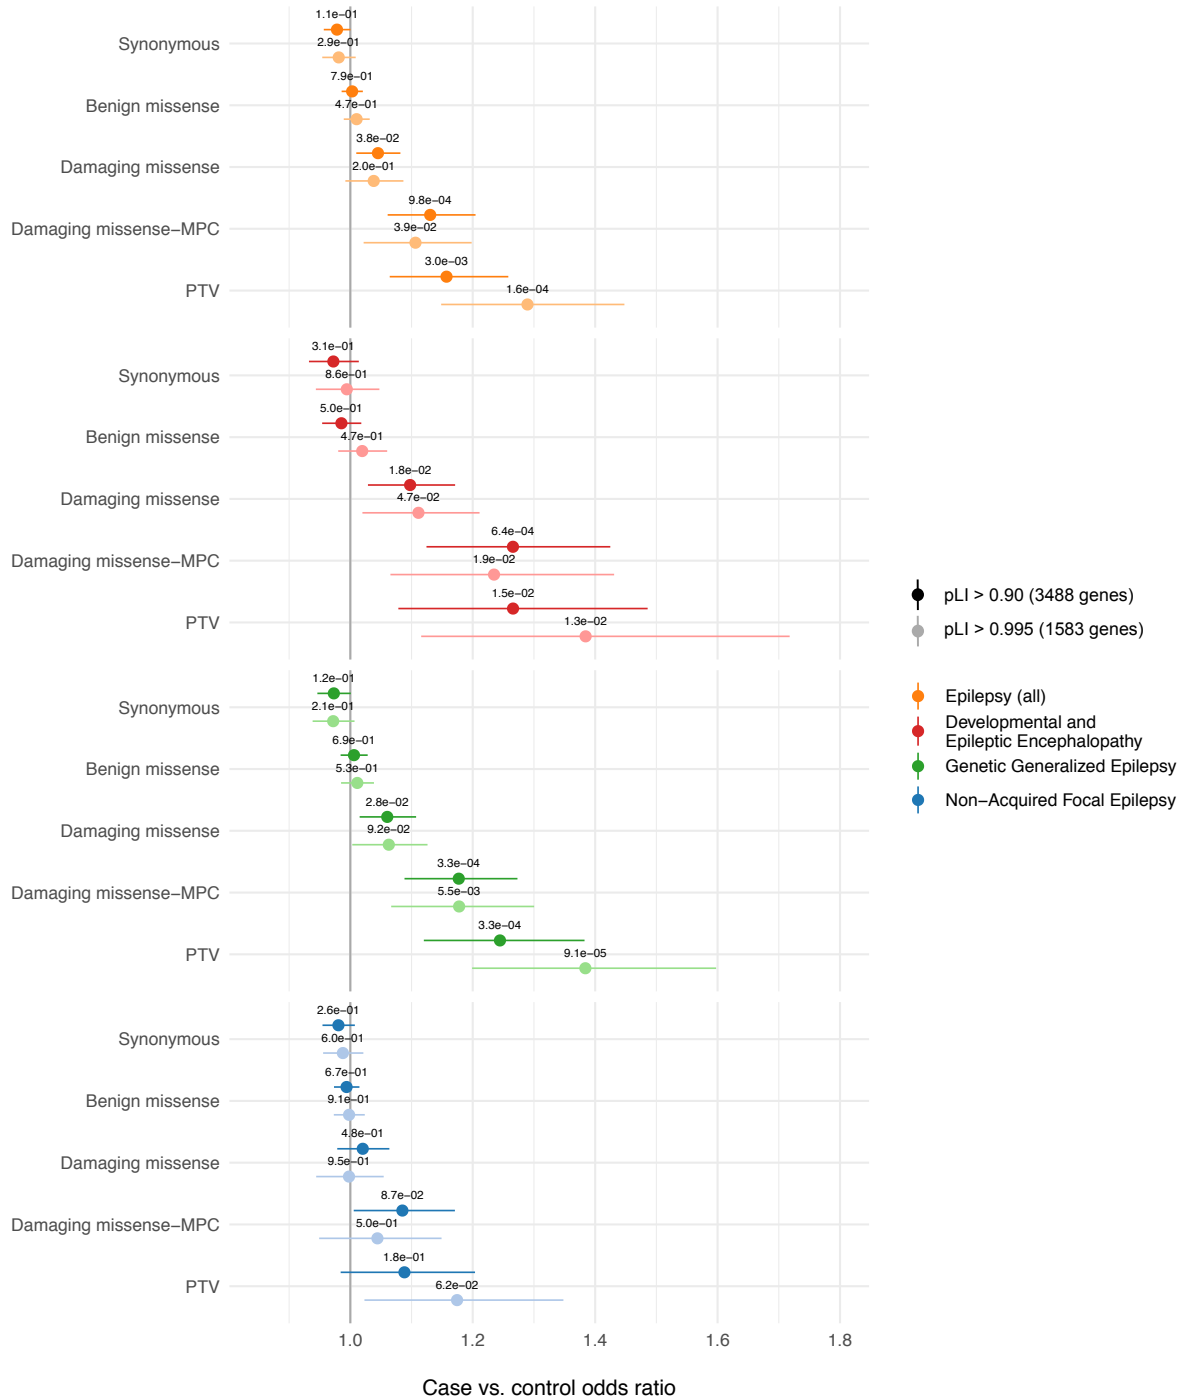 1.1e−01
Synonymous
2.9e−01
7.9e−01
Benign missense
4.7e−01
3.8e−02
Damaging missense
2.0e−01
9.8e−04
Damaging missense−MPC
3.9e−02
3.0e−03
PTV
1.6e−04
3.1e−01
Synonymous
8.6e−01
5.0e−01
Benign missense
4.7e−01
1.8e−02
Damaging missense
4.7e−02
6.4e−04
Damaging missense−MPC
1.9e−02
1.5e−02
PTV
1.3e−02
1.2e−01
Synonymous
2.1e−01
6.9e−01
Benign missense
5.3e−01
2.8e−02
Damaging missense
9.2e−02
3.3e−04
Damaging missense−MPC
5.5e−03
3.3e−04
PTV
9.1e−05
2.6e−01
Synonymous
6.0e−01
6.7e−01
Benign missense
9.1e−01
4.8e−01
Damaging missense
9.5e−01
8.7e−02
Damaging missense−MPC
5.0e−01
1.8e−01
PTV
6.2e−02
1.0 1.2 1.4 1.6 1.8
Case vs. control odds ratio
pLI > 0.90 (3488 genes)
pLI > 0.995 (1583 genes)
Epilepsy (all)
Developmental and
Epileptic Encephalopathy
Genetic Generalized Epilepsy
Non−Acquired Focal Epilepsy